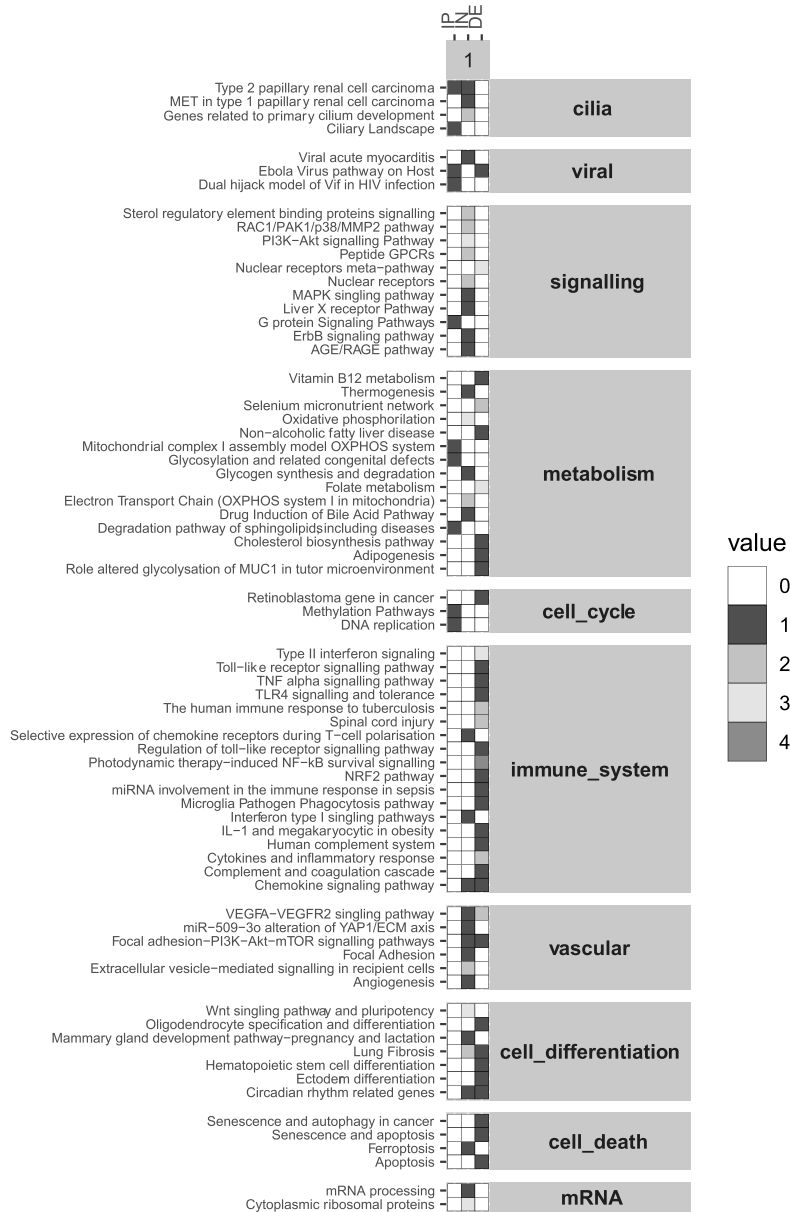 IP
IN
DE
1
Type 2 papillary renal cell carcinoma
MET in type 1 papillary renal cell carcinoma
Genes related to primary cilium development
Ciliary Landscape
cilia
Viral acute myocarditis
Ebola Virus pathway on Host
Dual hijack model of Vif in HIV infection
viral
Sterol regulatory element binding proteins signalling
RAC1/PAK1/p38/MMP2 pathway
PI3K−Akt signalling Pathway
Peptide GPCRs
Nuclear receptors meta−pathway
Nuclear receptors
MAPK singling pathway
Liver X receptor Pathway
G protein Signaling Pathways
ErbB signaling pathway
AGE/RAGE pathway
signalling
Vitamin B12 metabolism
Thermogenesis
Selenium micronutrient network
Oxidative phosphorilation
Non−alcoholic fatty liver disease
Mitochondrial complex I assembly model OXPHOS system
Glycosylation and related congenital defects
Glycogen synthesis and degradation
Folate metabolism
Electron Transport Chain (OXPHOS system I in mitochondria)
Drug Induction of Bile Acid Pathway
Degradation pathway of sphingolipidsincluding diseases
Cholesterol biosynthesis pathway
Adipogenesis
Role altered glycolysation of MUC1 in tutor microenvironment
metabolism
Retinoblastoma gene in cancer
Methylation Pathways
DNA replication
cell_cycle
Type II interferon signaling
Toll−like receptor signalling pathway
TNF alpha signalling pathway
TLR4 signalling and tolerance
The human immune response to tuberculosis
Spinal cord injury
Selective expression of chemokine receptors during T−cell polarisation
Regulation of toll−like receptor signalling pathway
Photodynamic therapy−induced NF−kB survival signalling
NRF2 pathway
miRNA involvement in the immune response in sepsis
Microglia Pathogen Phagocytosis pathway
Interferon type I singling pathways
IL−1 and megakaryocytic in obesity
Human complement system
Cytokines and inflammatory response
Complement and coagulation cascade
Chemokine signaling pathway
immune_system
VEGFA−VEGFR2 singling pathway
miR−509−3o alteration of YAP1/ECM axis
Focal adhesion−PI3K−Akt−mTOR signalling pathways
Focal Adhesion
Extracellular vesicle−mediated signalling in recipient cells
Angiogenesis
vascular
Wnt singling pathway and pluripotency
Oligodendrocyte specification and differentiation
Mammary gland development pathway−pregnancy and lactation
Lung Fibrosis
Hematopoietic stem cell differentiation
Ectoderm differentiation
Circadian rhythm related genes
cell_differentiation
Senescence and autophagy in cancer
Senescence and apoptosis
Ferroptosis
Apoptosis
cell_death
mRNA processing
Cytoplasmic ribosomal proteins
mRNA
value
0
1
2
3
4